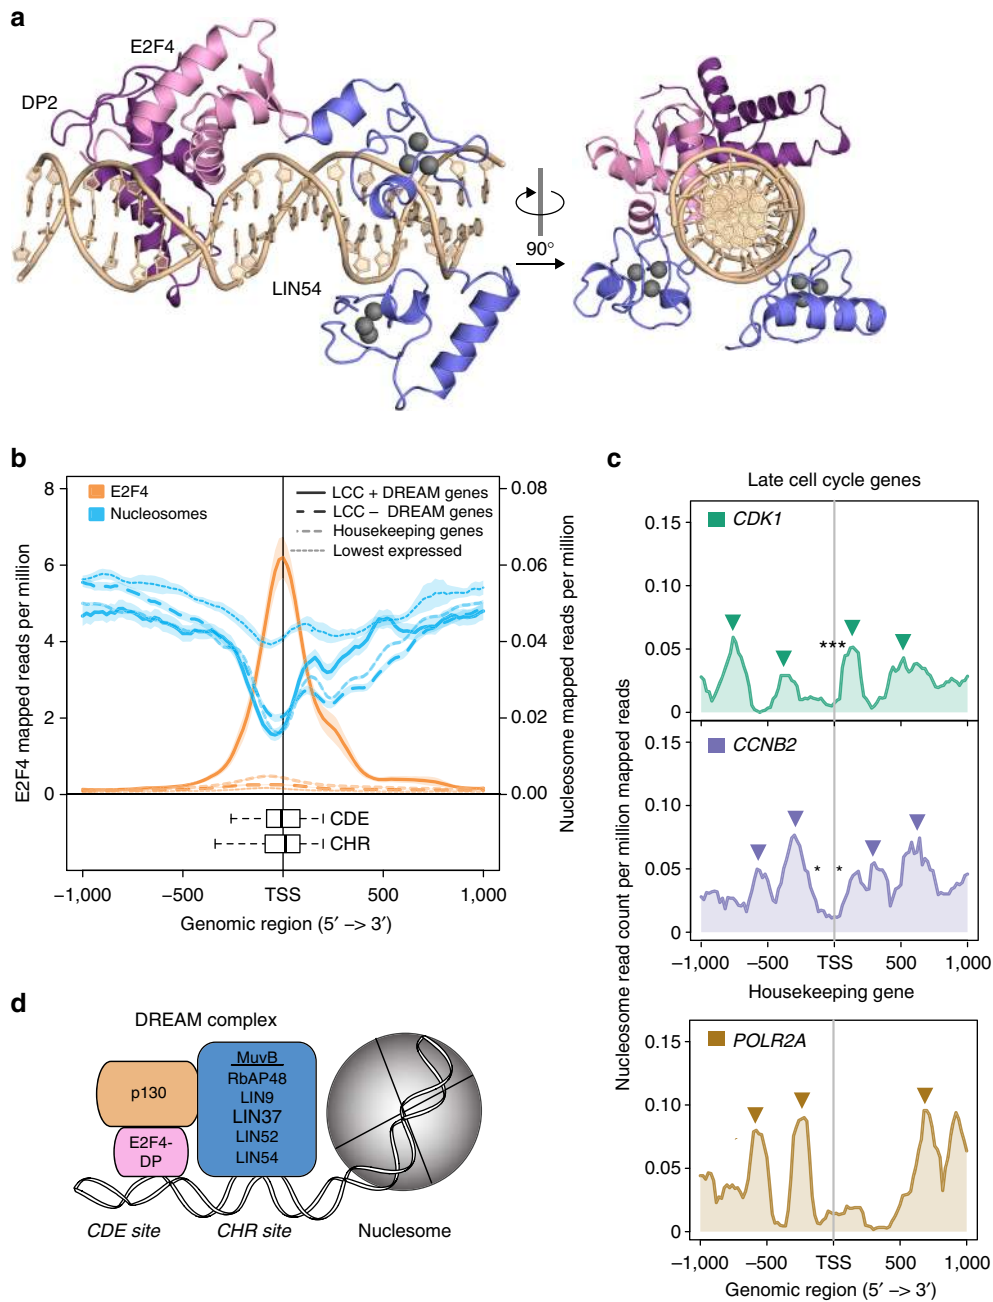 a
E2F4
DP2
LIN54
90°
b
E2F4
Nucleosomes
LCC + DREAM genes
LCC – DREAM genes
Housekeeping genes
Lowest expressed
E2F4 mapped reads per million
8
6
4
2
0
Nucleosome mapped reads per million
0.08
0.06
0.04
0.02
0.00
CDE
CHR
–1,000 –500 TSS 500 1,000
Genomic region (5′ –> 3′)
c
Late cell cycle genes
Nucleosome read count per million mapped reads
CDK1
0.15
0.10
0.05
0
***
CCNB2
0.15
0.10
0.05
0
* *
–1,000 –500 TSS 500 1,000
Housekeeping gene
POLR2A
0.15
0.10
0.05
0
–1,000 –500 TSS 500 1,000
Genomic region (5′ –> 3′)
d
DREAM complex
p130
E2F4-
DP
MuvB
RbAP48
LIN9
LIN37
LIN52
LIN54
CDE site
CHR site
Nuclesome